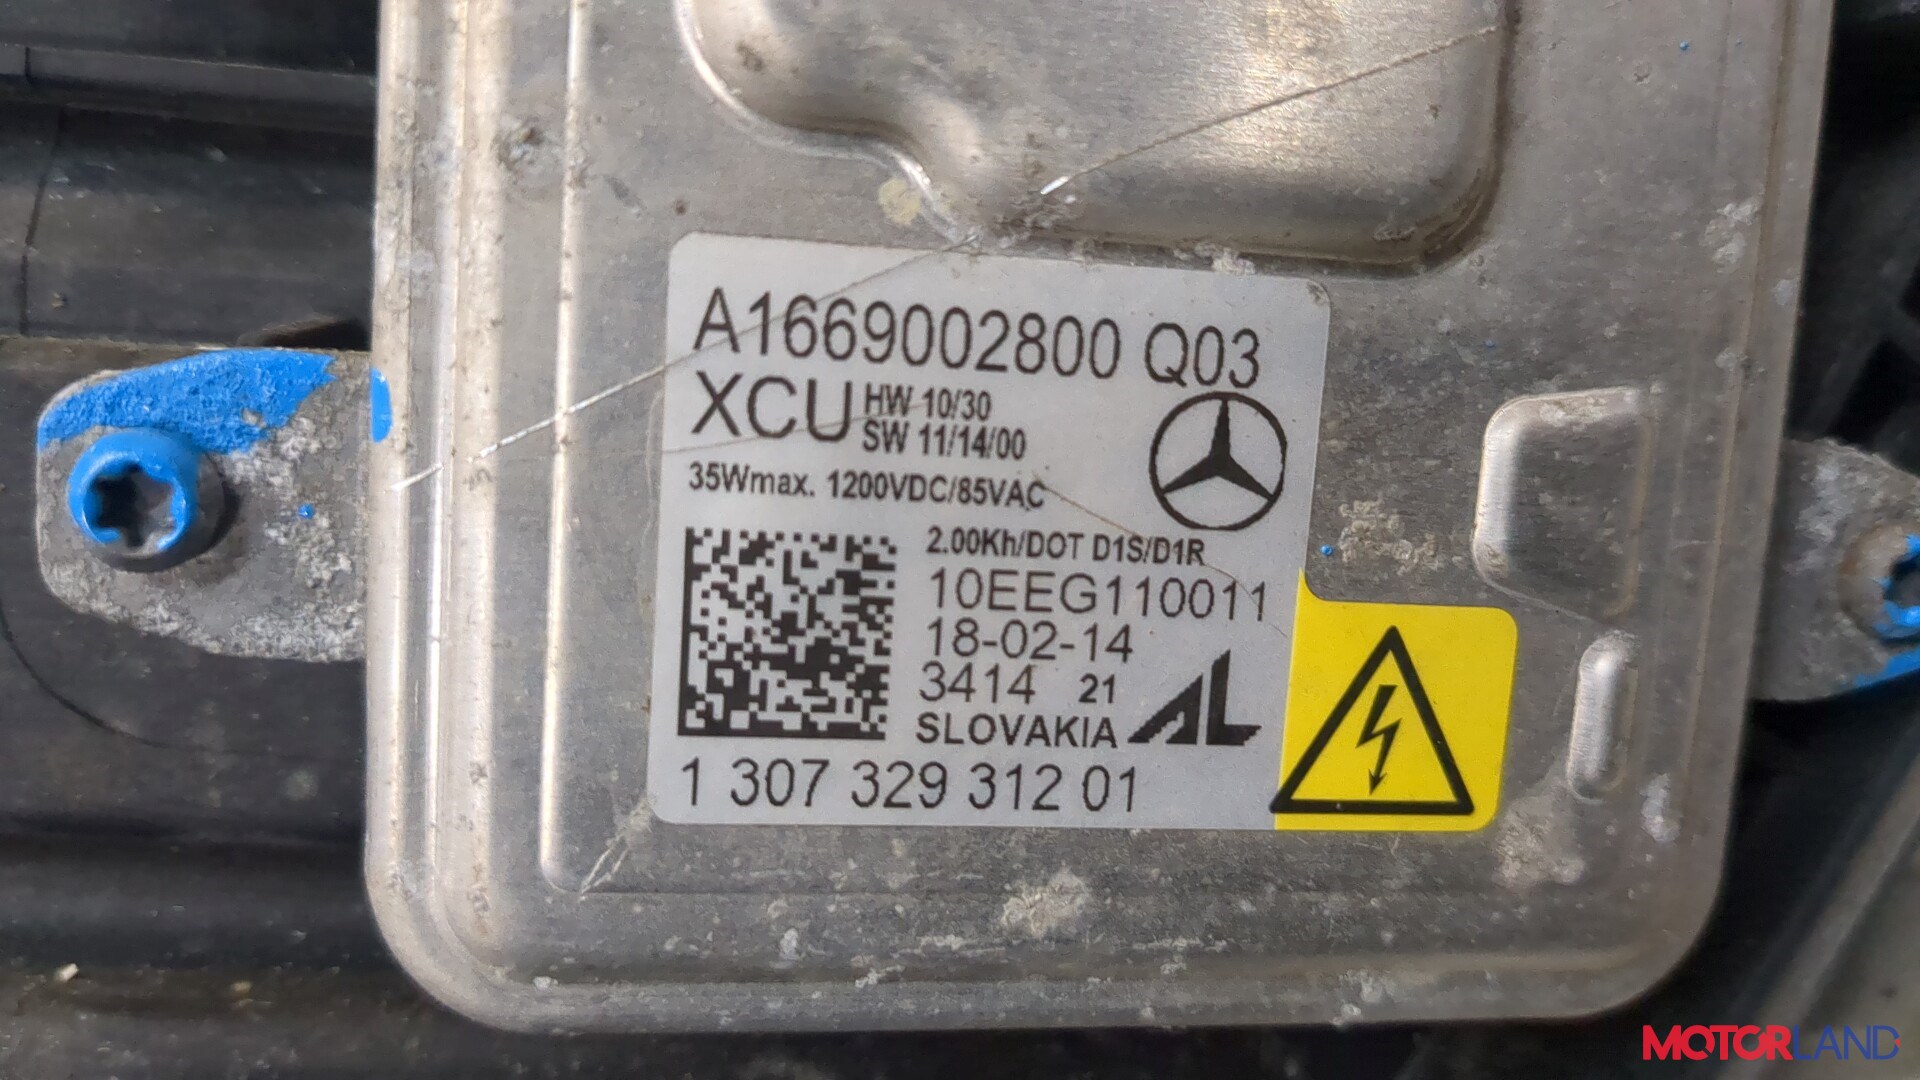 A1669002800 Q03
XCU HW 10/30
SW 11/14/00
35Wmax. 1200VDC/85VAC
2.00Kh/DOT D1S/D1R
10EEG110011
18-02-14
3414 21
SLOVAKIA AL
1 307 329 312 01
MOTORLAND